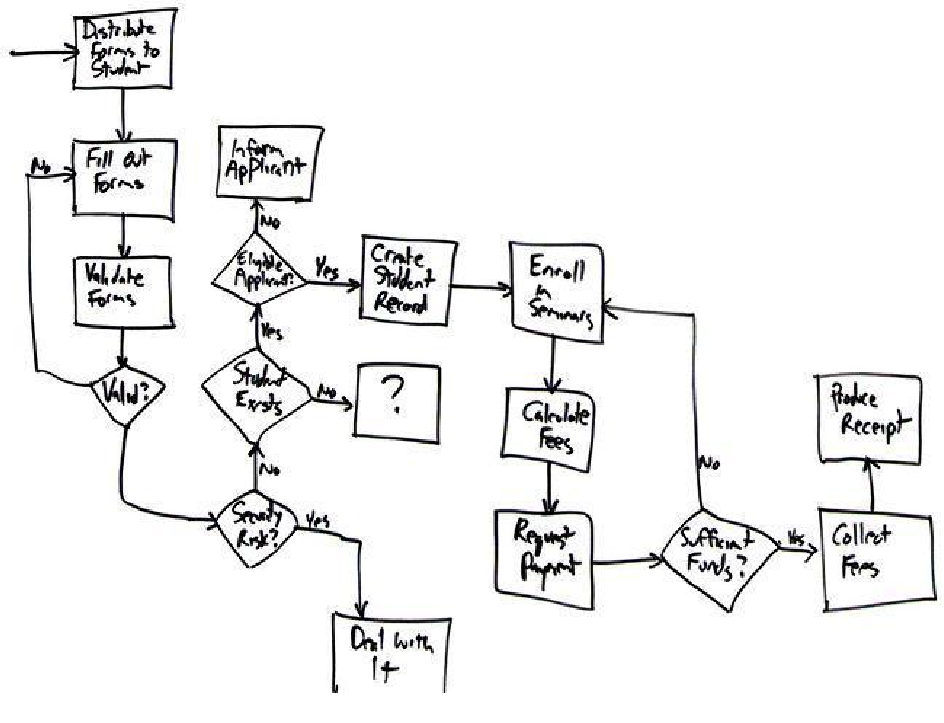 Distribute
Forms to
Student
Fill out
Forms
No
Validate
Forms
Valid?
Inform
Applicant
No
Eligible
Applicant?
Yes
Create
Student
Record
Enroll
in
Seminars
Yes
Student
Exists
No
?
Calculate
Fees
Produce
Receipt
No
No
Security
Risk?
Yes
Request
Payment
Sufficient
Funds?
Yes
Collect
Fees
Deal with
It